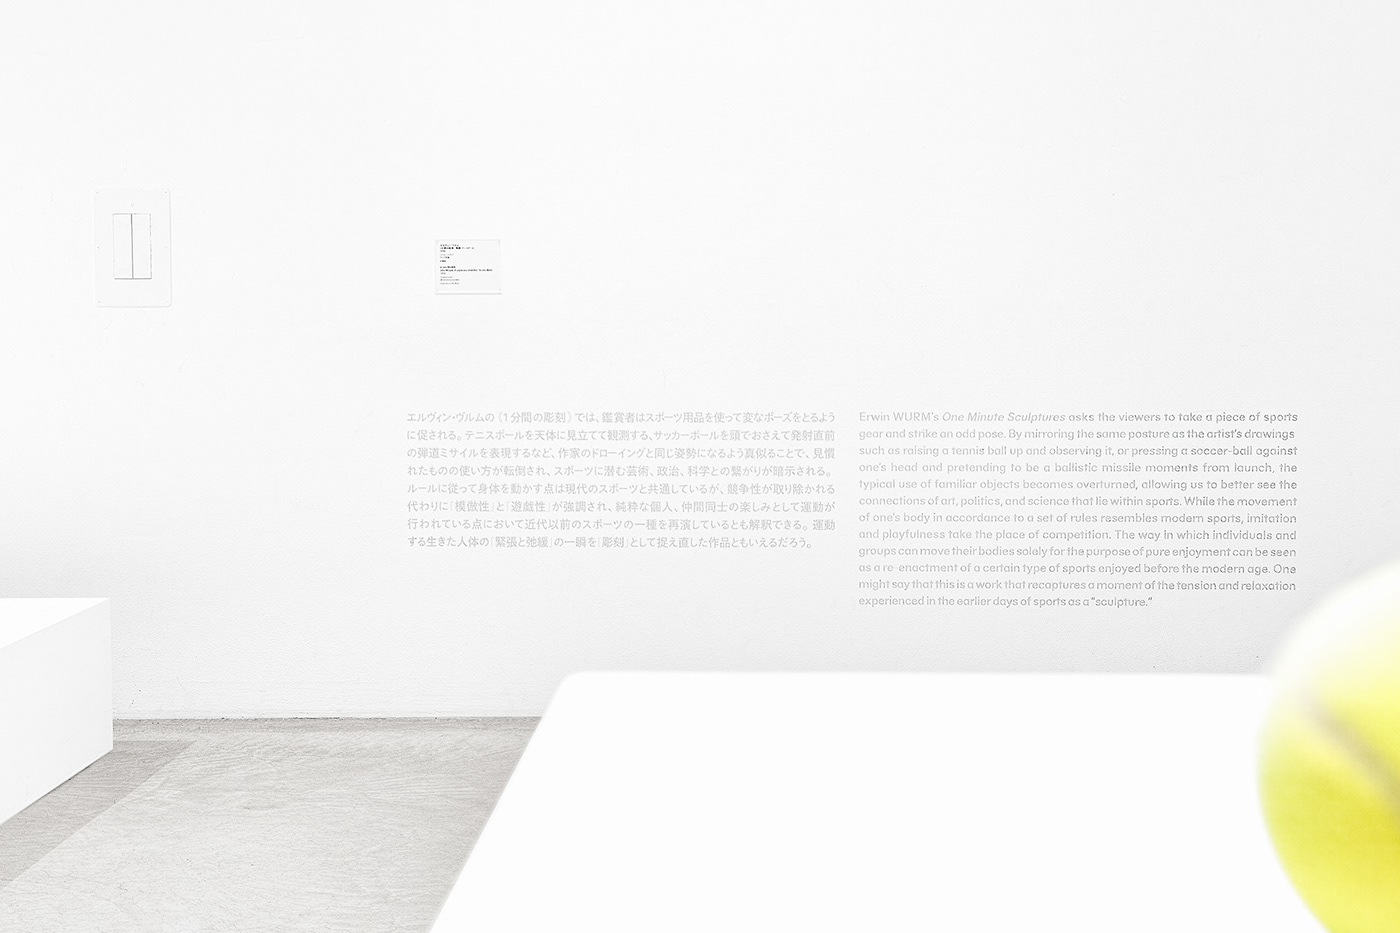 エルヴィン・ヴルムの《1分間の彫刻》では、鑑賞者はスポーツ用品を使って変なポーズをとるよう
に促される。テニスボールを天体に見立てて観測する、サッカーボールを頭でおさえて発射直前
の弾道ミサイルを表現するなど、作家のドローイングと同じ姿勢になるよう真似ることで、見慣
れたものの使い方が転倒され、スポーツに潜む芸術、政治、科学との繋がりが暗示される。
ルールに従って身体を動かす点は現代のスポーツと共通しているが、競争性が取り除かれる
代わりに「模倣性」と「遊戯性」が強調され、純粋な個人、仲間同士の楽しみとして運動が
行われている点において近代以前のスポーツの一種を再演しているとも解釈できる。運動
する生きた人体の「緊張と弛緩」の一瞬を「彫刻」として捉え直した作品ともいえるだろう。
Erwin WURM's One Minute Sculptures asks the viewers to take a piece of sports
gear and strike an odd pose. By mirroring the same posture as the artist's drawings
such as raising a tennis ball up and observing it, or pressing a soccer-ball against
one's head and pretending to be a ballistic missile moments from launch, the
typical use of familiar objects becomes overturned, allowing us to better see the
connections of art, politics, and science that lie within sports. While the movement
of one's body in accordance to a set of rules resembles modern sports, imitation
and playfulness take the place of competition. The way in which individuals and
groups can move their bodies solely for the purpose of pure enjoyment can be seen
as a re-enactment of a certain type of sports enjoyed before the modern age. One
might say that this is a work that recaptures a moment of the tension and relaxation
experienced in the earlier days of sports as a "sculpture."